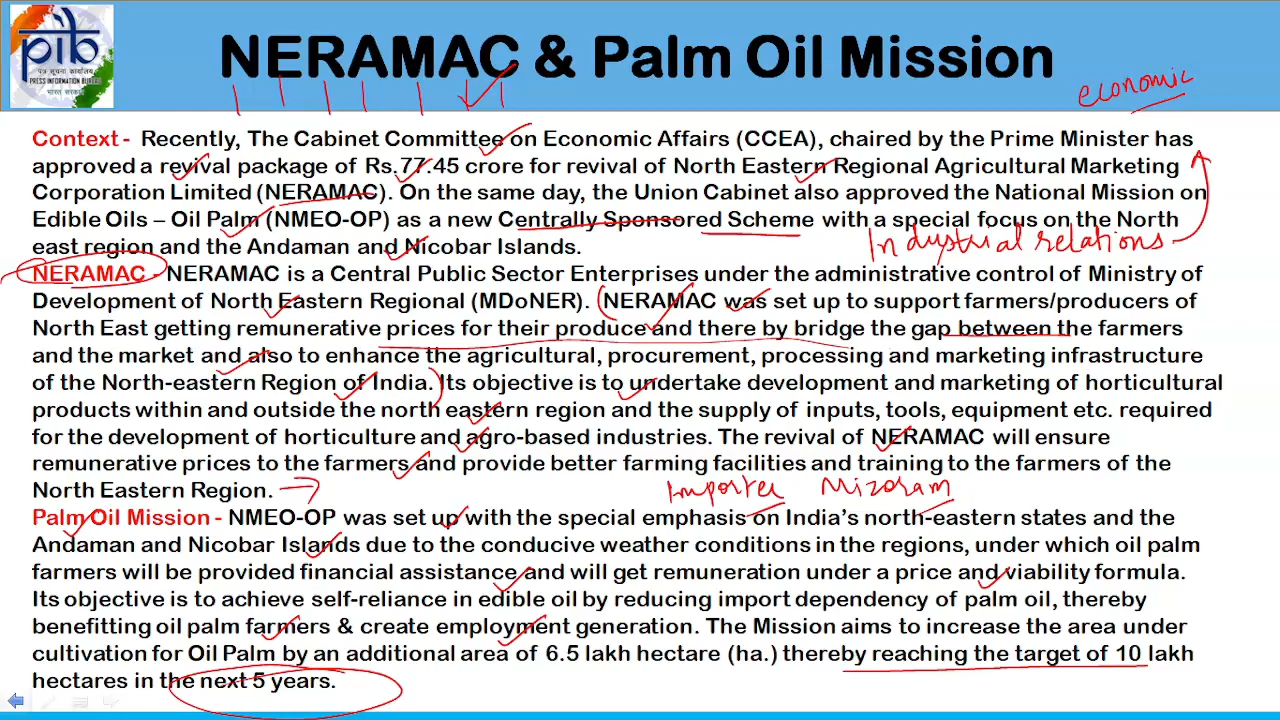 pib
पत्र सूचना कार्यालय
PRESS INFORMATION BUREAU
भारत सरकार
NERAMAC & Palm Oil Mission
economic
Context - Recently, The Cabinet Committee on Economic Affairs (CCEA), chaired by the Prime Minister has
approved a revival package of Rs.77.45 crore for revival of North Eastern Regional Agricultural Marketing
Corporation Limited (NERAMAC). On the same day, the Union Cabinet also approved the National Mission on
Edible Oils – Oil Palm (NMEO-OP) as a new Centrally Sponsored Scheme with a special focus on the North
east region and the Andaman and Nicobar Islands.
Industrial relations
NERAMAC - NERAMAC is a Central Public Sector Enterprises under the administrative control of Ministry of
Development of North Eastern Regional (MDoNER). NERAMAC was set up to support farmers/producers of
North East getting remunerative prices for their produce and there by bridge the gap between the farmers
and the market and also to enhance the agricultural, procurement, processing and marketing infrastructure
of the North-eastern Region of India. Its objective is to undertake development and marketing of horticultural
products within and outside the north eastern region and the supply of inputs, tools, equipment etc. required
for the development of horticulture and agro-based industries. The revival of NERAMAC will ensure
remunerative prices to the farmers and provide better farming facilities and training to the farmers of the
North Eastern Region.
Importee Mizoram
Palm Oil Mission - NMEO-OP was set up with the special emphasis on India's north-eastern states and the
Andaman and Nicobar Islands due to the conducive weather conditions in the regions, under which oil palm
farmers will be provided financial assistance and will get remuneration under a price and viability formula.
Its objective is to achieve self-reliance in edible oil by reducing import dependency of palm oil, thereby
benefitting oil palm farmers & create employment generation. The Mission aims to increase the area under
cultivation for Oil Palm by an additional area of 6.5 lakh hectare (ha.) thereby reaching the target of 10 lakh
hectares in the next 5 years.